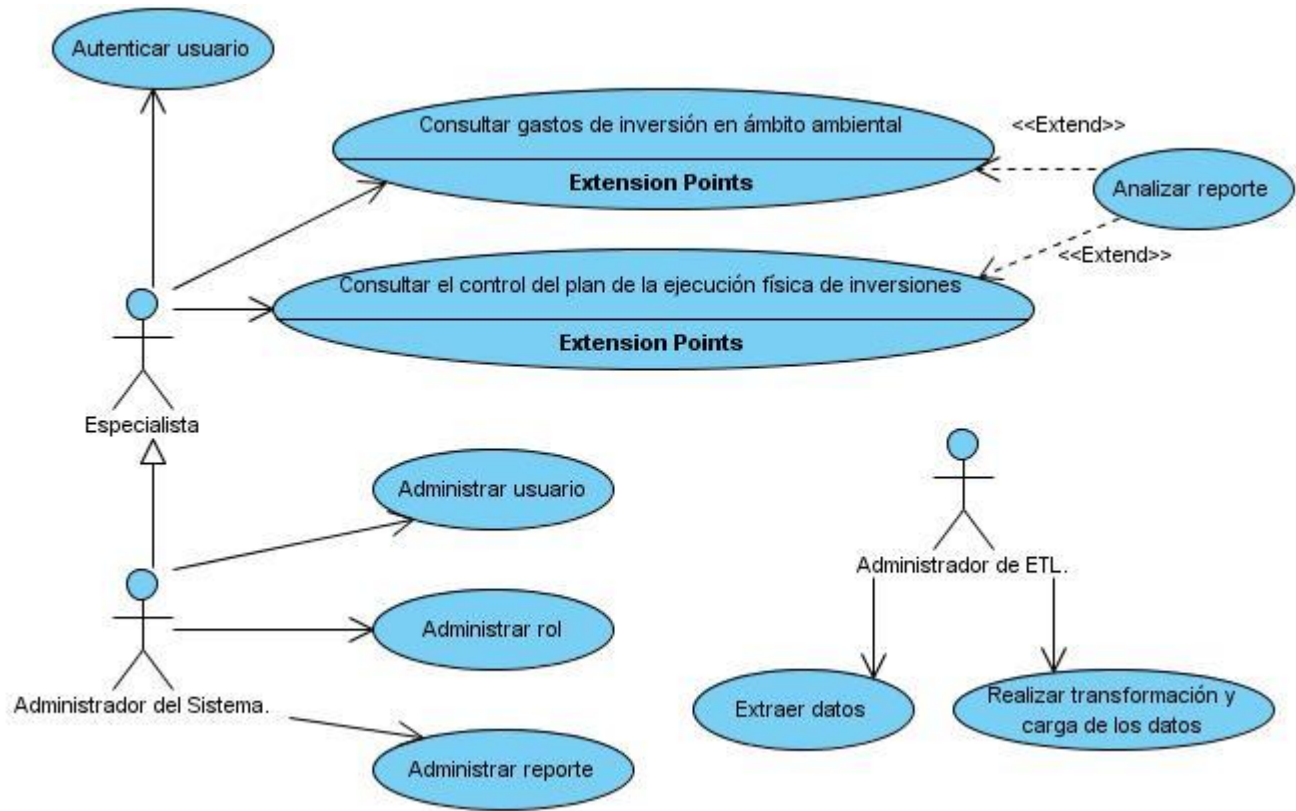 Autenticar usuario
Consultar gastos de inversión en ámbito ambiental
Extension Points
<<Extend>>
Analizar reporte
<<Extend>>
Consultar el control del plan de la ejecución física de inversiones
Extension Points
Especialista
Administrar usuario
Administrador de ETL.
Administrar rol
Administrador del Sistema.
Extraer datos
Realizar transformación y
carga de los datos
Administrar reporte